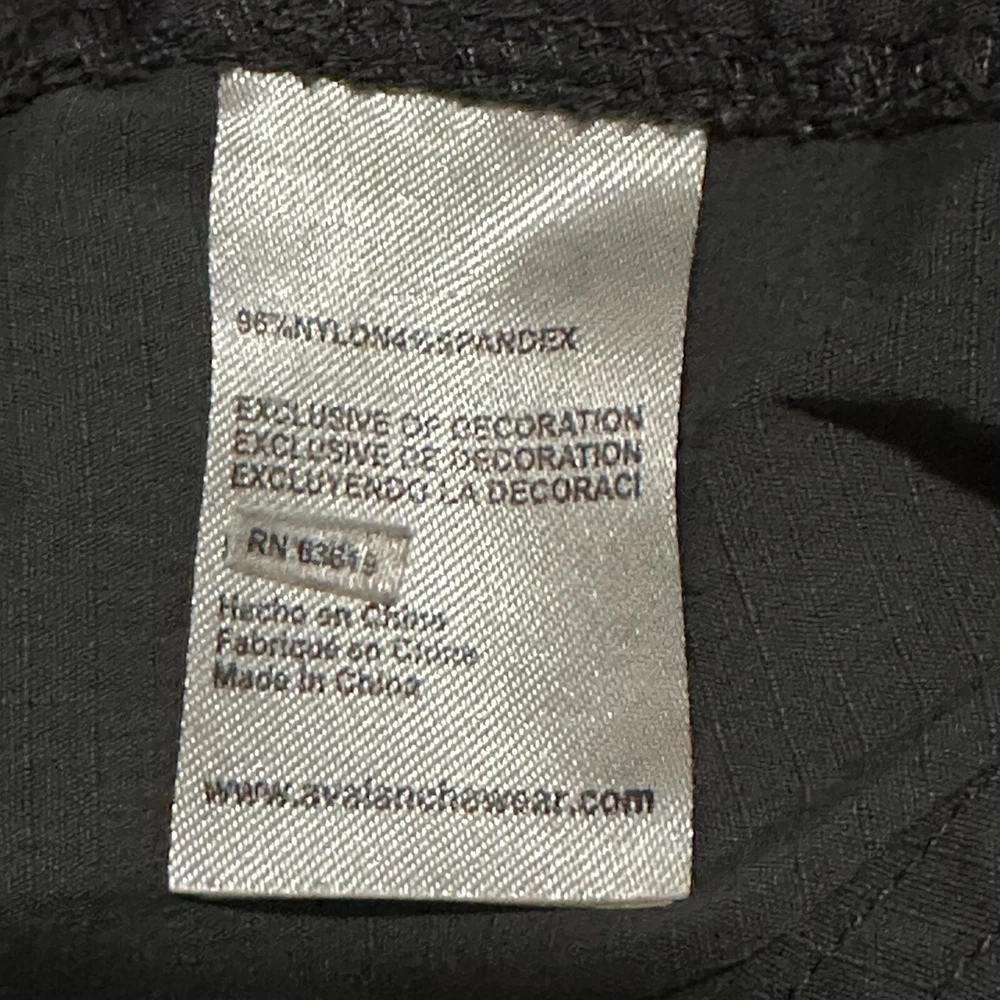 96%NYLON4%SPANDEX
EXCLUSIVE OF DECORATION
EXCLUSIVE DE DECORATION
EXCLUYENDO LA DECORACI
RN 83619
Hecho en China
Fabriqué en Chine
Made in China
www.avalanchewear.com